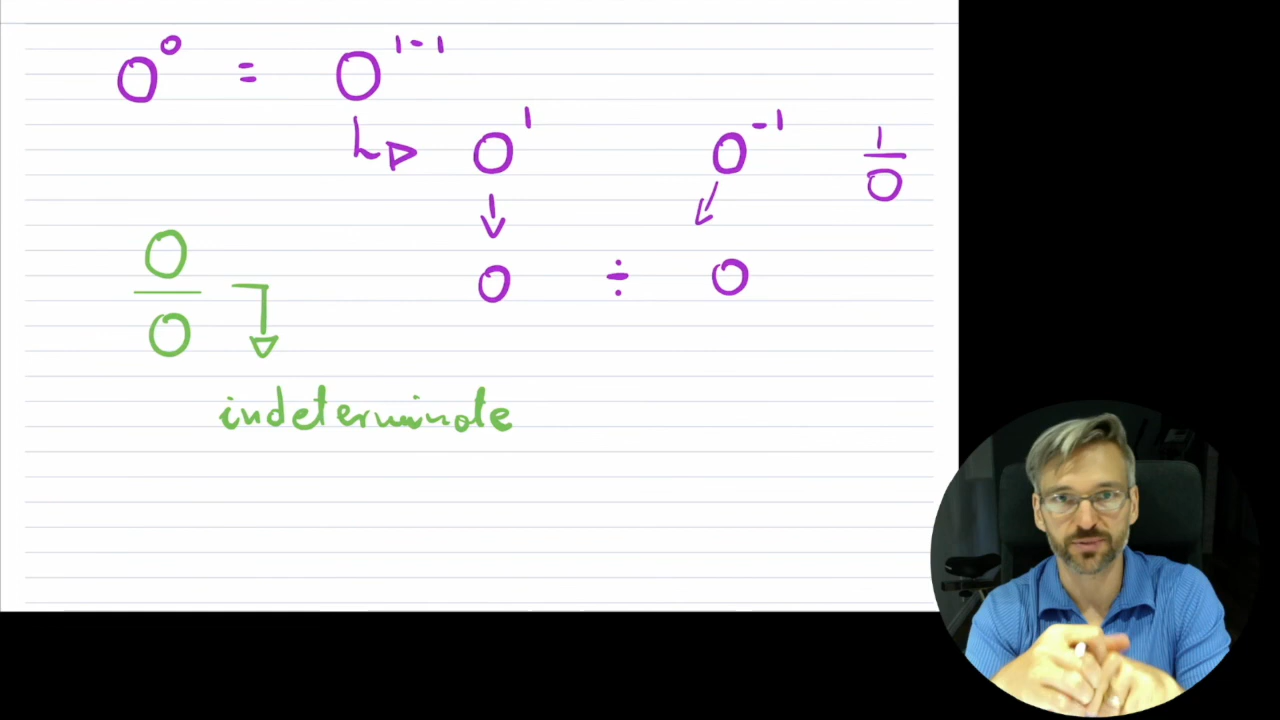 0⁰ = 0¹⁻¹
0¹ 0⁻¹ 1/0
0 ÷ 0
0/0
indeterminate